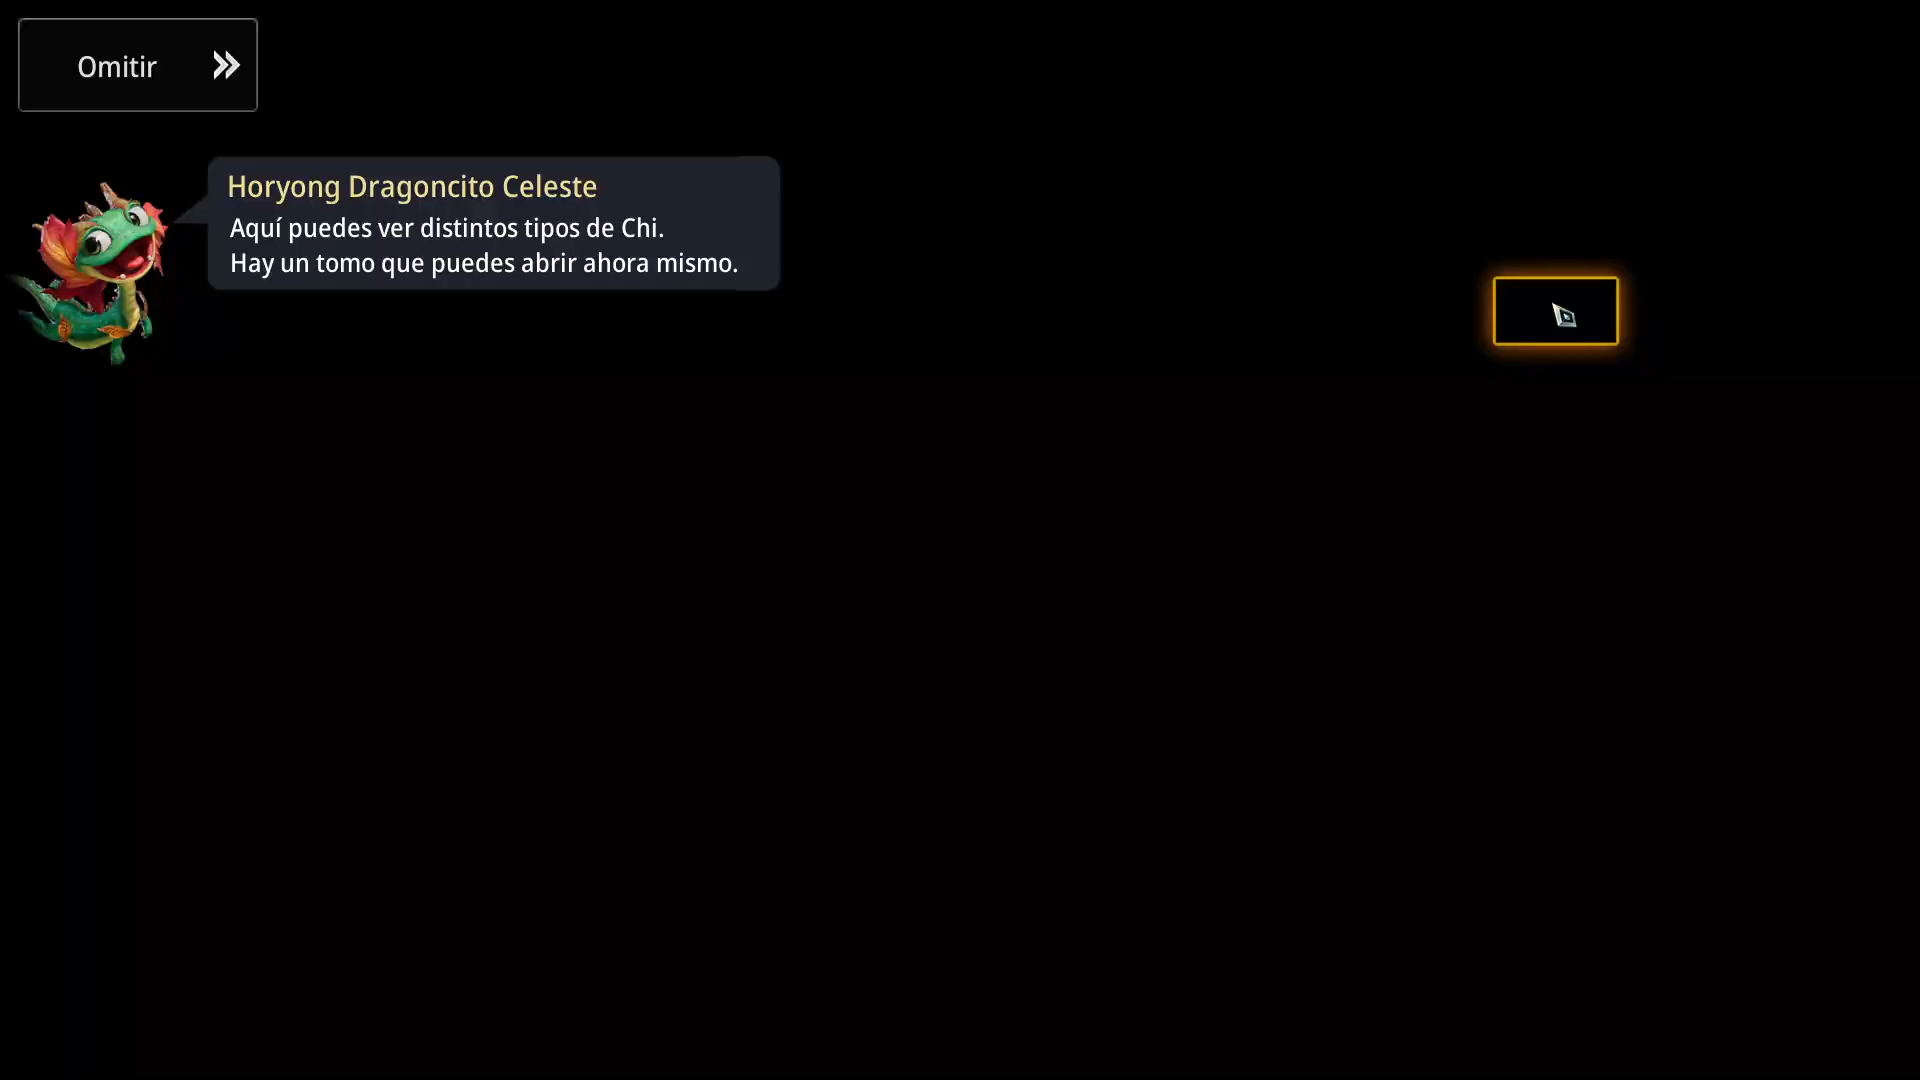 Omitir
Horyong Dragoncito Celeste
Aquí puedes ver distintos tipos de Chi.
Hay un tomo que puedes abrir ahora mismo.